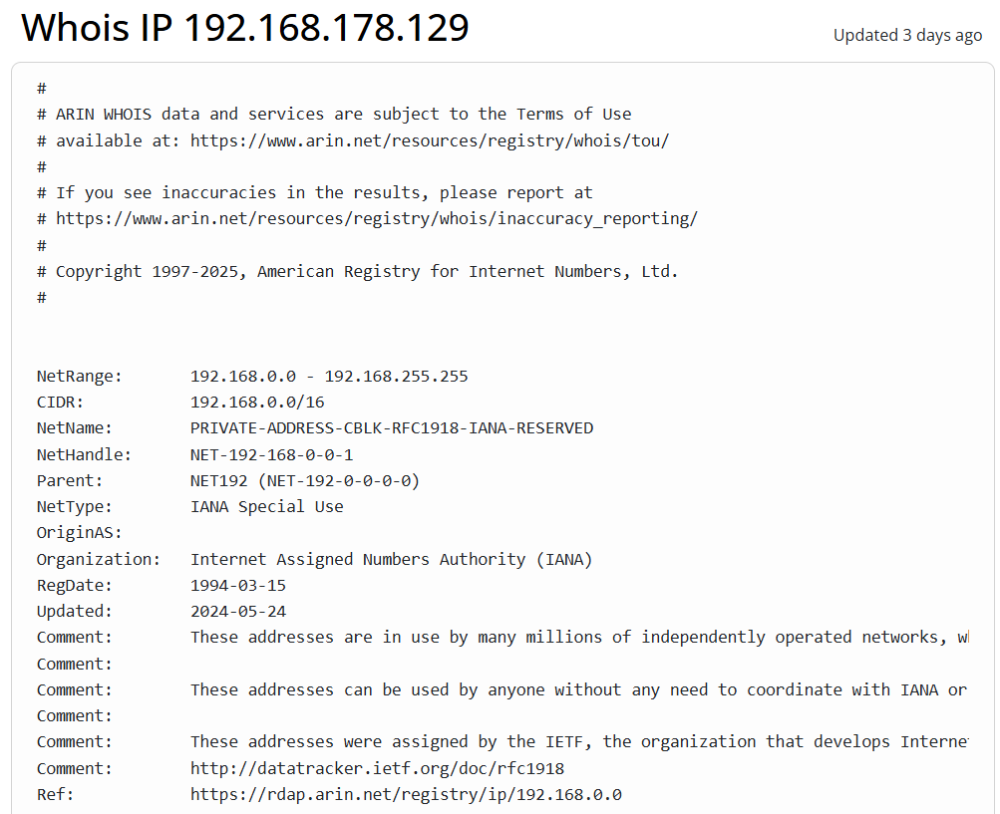 Whois IP 192.168.178.129
Updated 3 days ago
#
# ARIN WHOIS data and services are subject to the Terms of Use
# available at: https://www.arin.net/resources/registry/whois/tou/
#
# If you see inaccuracies in the results, please report at
# https://www.arin.net/resources/registry/whois/inaccuracy_reporting/
#
# Copyright 1997-2025, American Registry for Internet Numbers, Ltd.
#
NetRange: 192.168.0.0 - 192.168.255.255
CIDR: 192.168.0.0/16
NetName: PRIVATE-ADDRESS-CBLK-RFC1918-IANA-RESERVED
NetHandle: NET-192-168-0-0-1
Parent: NET192 (NET-192-0-0-0-0)
NetType: IANA Special Use
OriginAS:
Organization: Internet Assigned Numbers Authority (IANA)
RegDate: 1994-03-15
Updated: 2024-05-24
Comment: These addresses are in use by many millions of independently operated networks,
Comment:
Comment: These addresses can be used by anyone without any need to coordinate with IANA or
Comment:
Comment: These addresses were assigned by the IETF, the organization that develops
Comment: http://datatracker.ietf.org/doc/rfc1918
Ref: https://rdap.arin.net/registry/ip/192.168.0.0